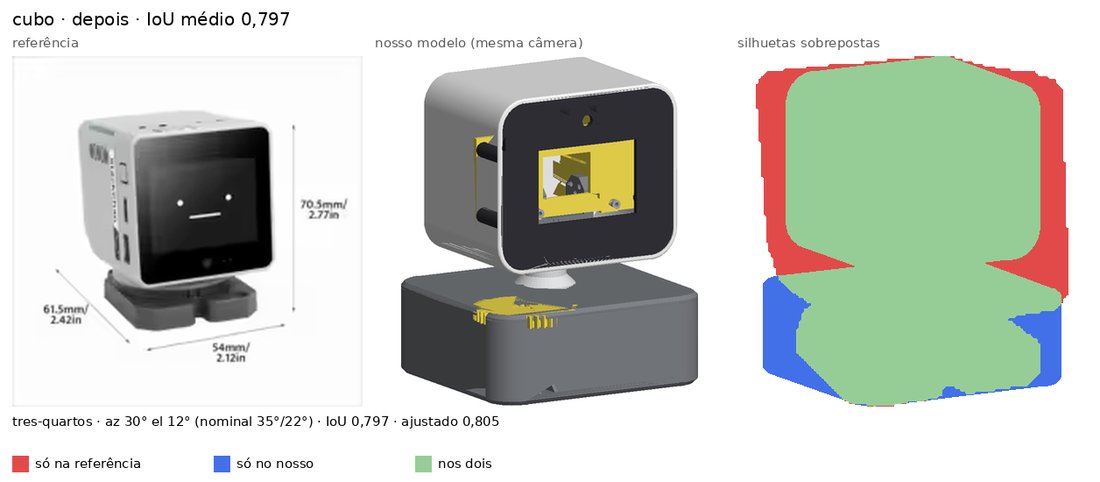 cubo · depois · IoU médio 0,797
referência
nosso modelo (mesma câmera)
silhuetas sobrepostas
70.5mm/
2.77in
61.5mm/
2.42in
54mm/
2.12in
tres-quartos · az 30° el 12° (nominal 35°/22°) · IoU 0,797 · ajustado 0,805
só na referência
só no nosso
nos dois